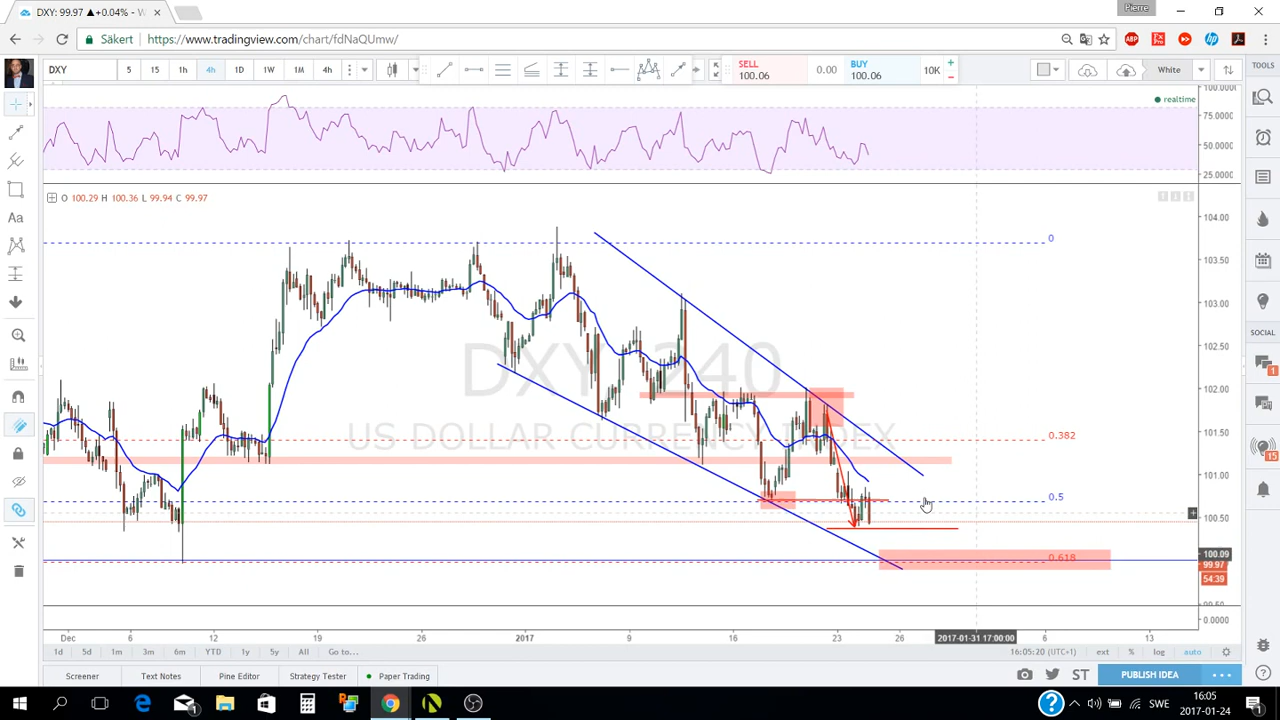 DXY: 99.97 ▲+0.04% - W
Pierre
Säkert
https://www.tradingview.com/chart/fdNaQUmw/
DXY 5 15 1h 4h 1D 1W 1M 4h SELL 100.06 0.00 BUY 100.06 10K White TOOLS
100.0000
realtime
75.0000
50.0000
25.0000
O 100.29 H 100.36 L 99.94 C 99.97
104.00
0
103.50
103.00
102.50
DXY, 240
102.00
SOCIAL
US DOLLAR CURRENCY INDEX
0.382
101.50
101.00
0.5
100.50
0.618
100.09
99.97
54:39
99.50
0.0000
Dec 6 12 19 26 2017 9 16 23 26 2017-01-31 17:00:00 6 13
1d 5d 1m 3m 6m YTD 1y 5y All Go to... 16:05:20 (UTC+1) ext % log auto
Screener Text Notes Pine Editor Strategy Tester Paper Trading ST PUBLISH IDEA
SWE
16:05
2017-01-24